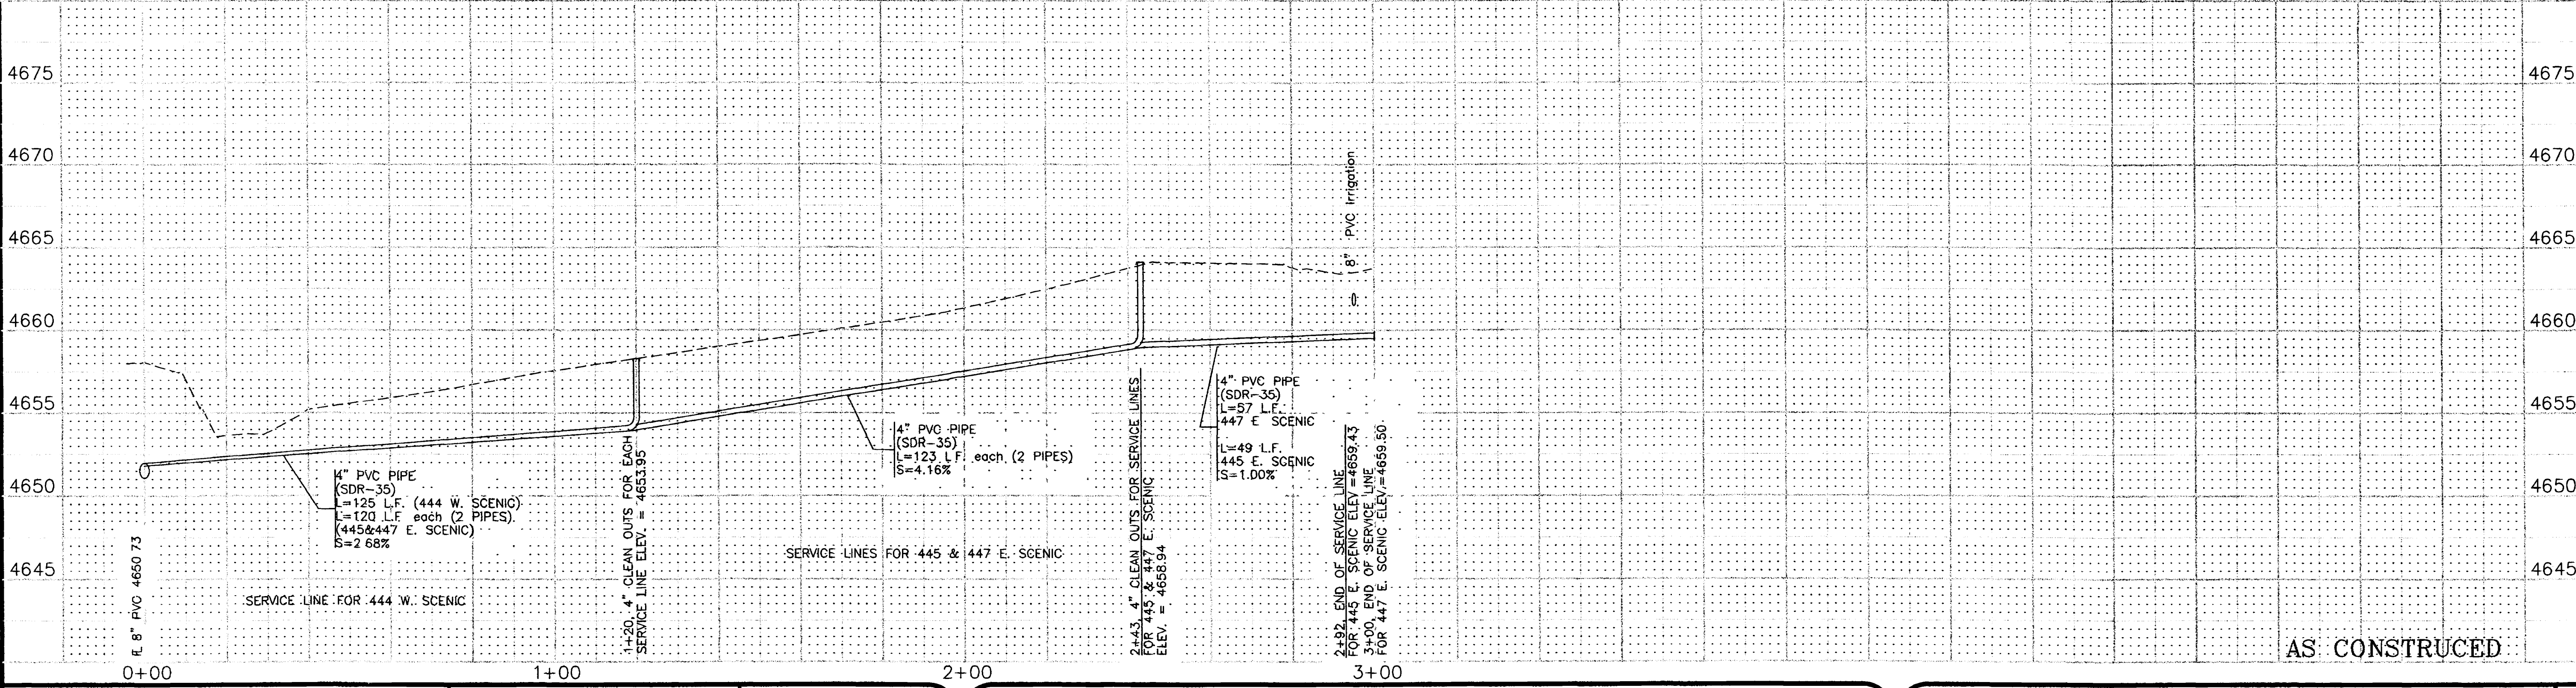 4675
4675
4670
4670
4665
4665
4660
4660
4655
4655
4650
4650
4645
4645
8" PVC Irrigation
4" PVC PIPE
(SDR-35)
L=125 L.F. (444 W. SCENIC)
L=120 L.F. each (2 PIPES)
(445&447 E. SCENIC)
S=2 68%
4" PVC PIPE
(SDR-35)
L=123 L.F. each (2 PIPES)
S=4.16%
4" PVC PIPE
(SDR-35)
L=57 L.F.
447 E SCENIC
L=49 L.F.
445 E. SCENIC
S=1.00%
8" PVC 4650 73
SERVICE LINE FOR 444 W. SCENIC
1+20, 4" CLEAN OUTS FOR EACH
SERVICE LINE ELEV. = 4653.95
SERVICE LINES FOR 445 & 447 E. SCENIC
2+43, 4" CLEAN OUTS FOR SERVICE LINES
FOR 445 & 447 E. SCENIC
ELEV. = 4658.94
2+92, END OF SERVICE LINE
FOR 445 E. SCENIC ELEV =4659.43
3+00, END OF SERVICE LINE
FOR 447 E. SCENIC ELEV.=4659.50
AS CONSTRUCED
0+00
1+00
2+00
3+00